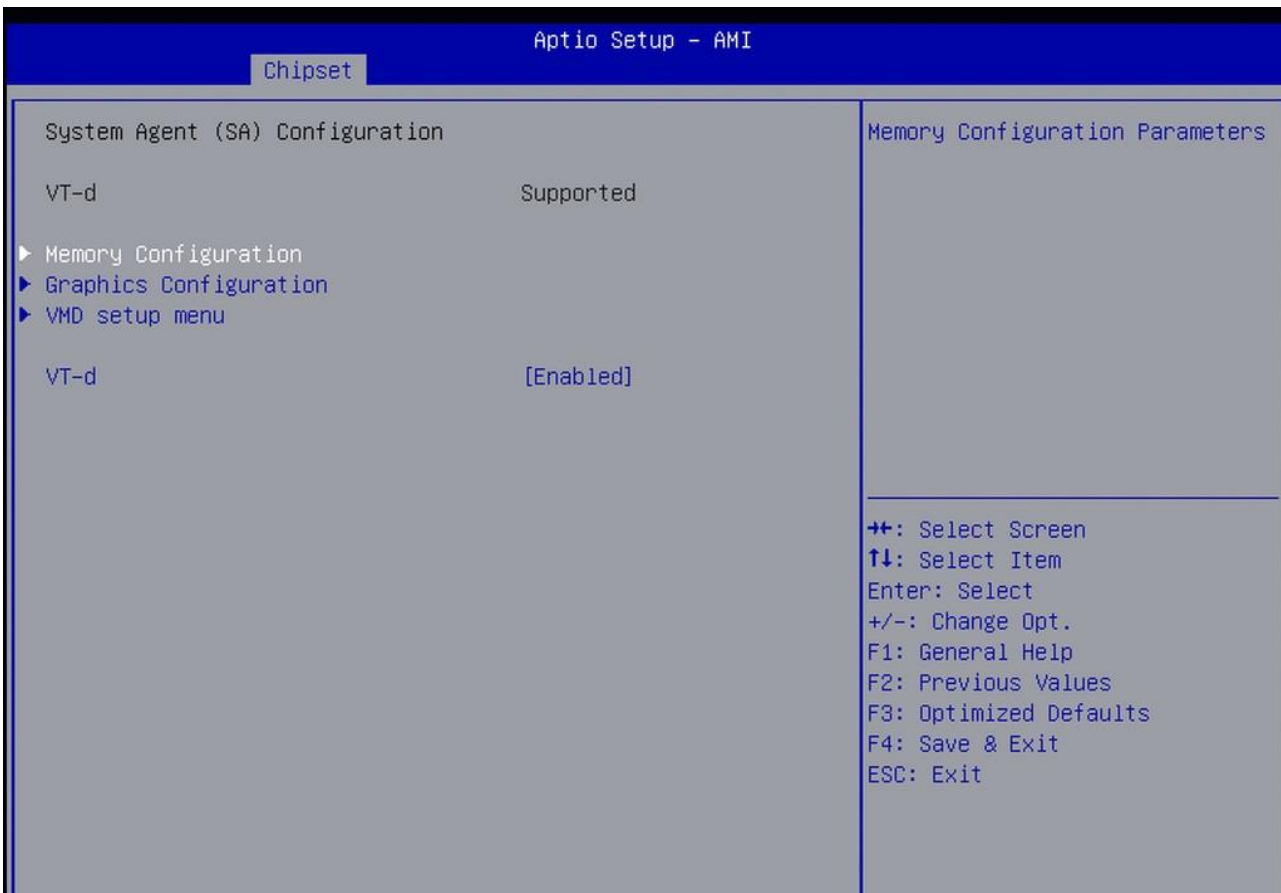 Aptio Setup – AMI
Chipset
System Agent (SA) Configuration
VT-d Supported
▶ Memory Configuration
▶ Graphics Configuration
▶ VMD setup menu
VT-d [Enabled]
Memory Configuration Parameters
→←: Select Screen
↑↓: Select Item
Enter: Select
+/-: Change Opt.
F1: General Help
F2: Previous Values
F3: Optimized Defaults
F4: Save & Exit
ESC: Exit